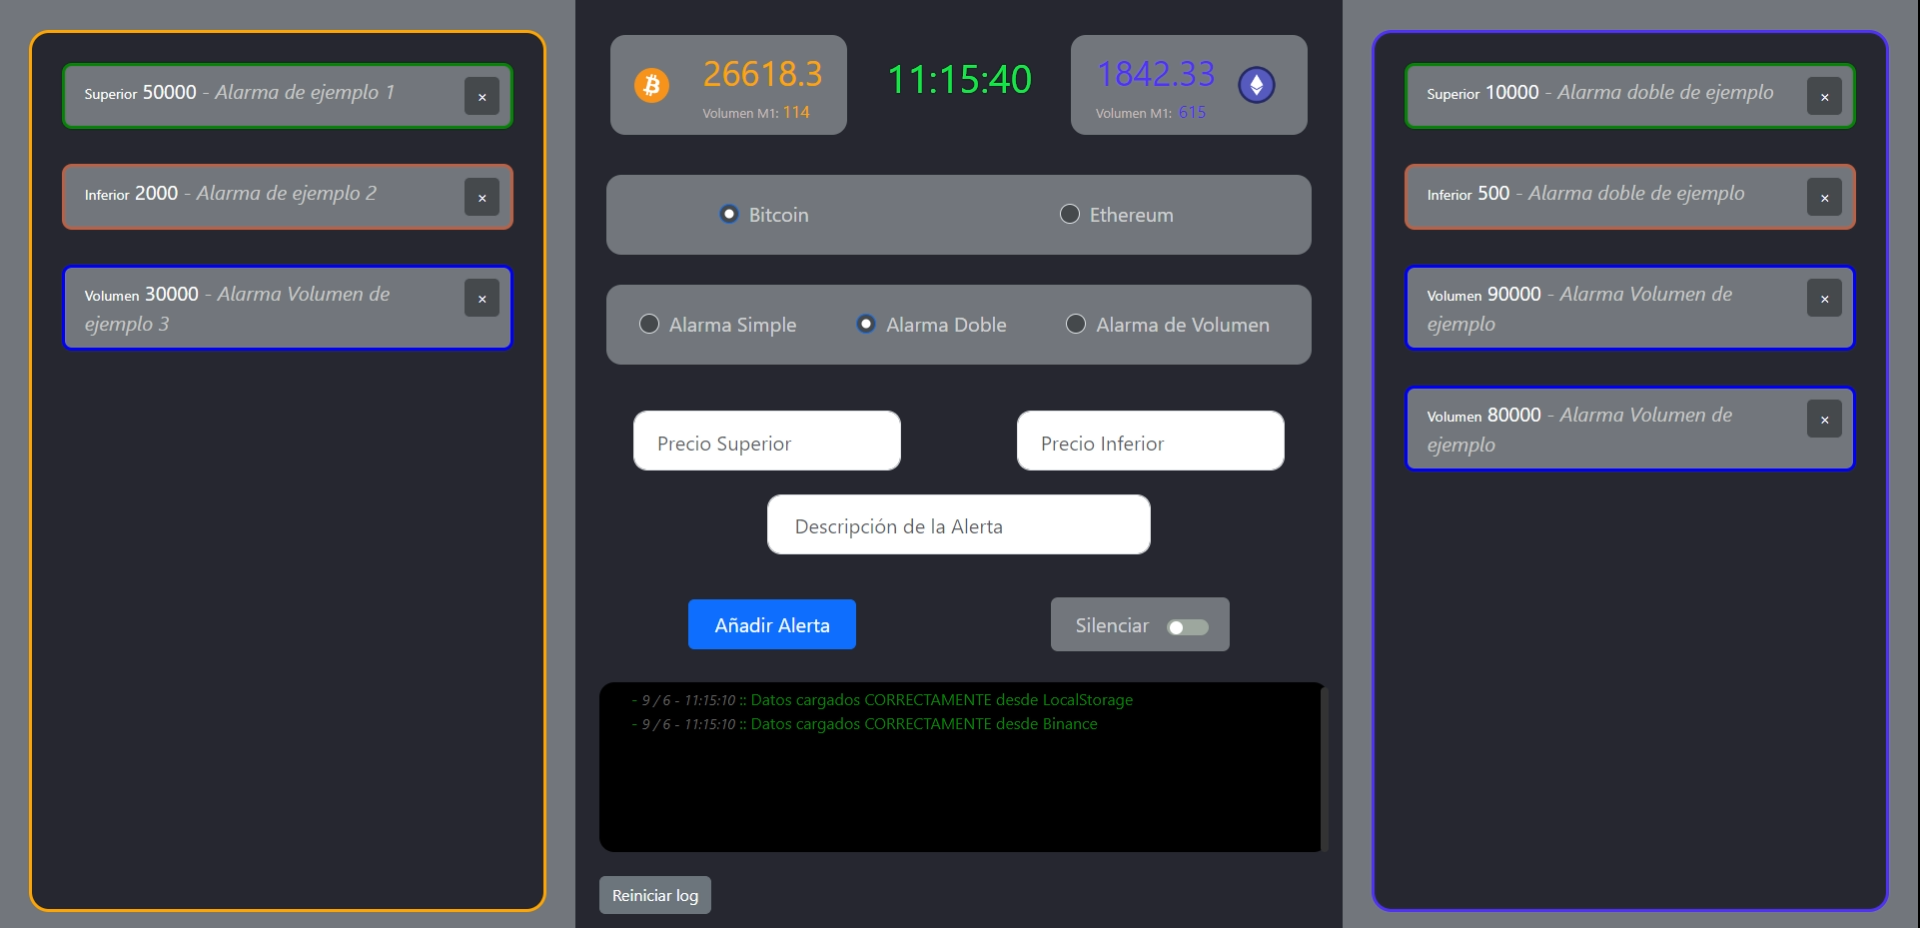 Superior 50000 - Alarma de ejemplo 1
×
Inferior 2000 - Alarma de ejemplo 2
×
Volumen 30000 - Alarma Volumen de
ejemplo 3
×
26618.3
Volumen M1: 114
11:15:40
1842.33
Volumen M1: 615
Bitcoin
Ethereum
Alarma Simple
Alarma Doble
Alarma de Volumen
Precio Superior
Precio Inferior
Descripción de la Alerta
Añadir Alerta
Silenciar
- 9 / 6 - 11:15:10 :: Datos cargados CORRECTAMENTE desde LocalStorage
- 9 / 6 - 11:15:10 :: Datos cargados CORRECTAMENTE desde Binance
Reiniciar log
Superior 10000 - Alarma doble de ejemplo
×
Inferior 500 - Alarma doble de ejemplo
×
Volumen 90000 - Alarma Volumen de
ejemplo
×
Volumen 80000 - Alarma Volumen de
ejemplo
×